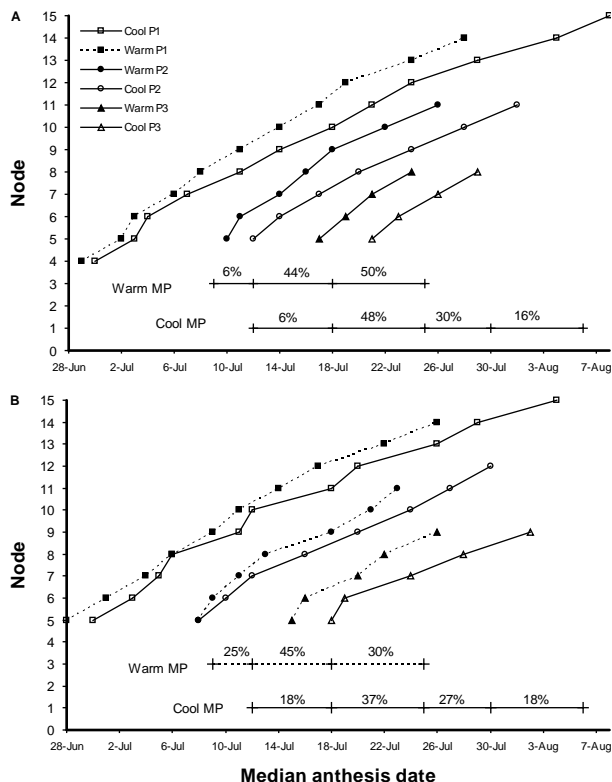 A
15
14
13
12
11
10
9
8
7
6
5
4
3
2
1
0
Node
Cool P1
Warm P1
Warm P2
Cool P2
Warm P3
Cool P3
6% 44% 50%
Warm MP
6% 48% 30% 16%
Cool MP
28-Jun 2-Jul 6-Jul 10-Jul 14-Jul 18-Jul 22-Jul 26-Jul 30-Jul 3-Aug 7-Aug
B
15
14
13
12
11
10
9
8
7
6
5
4
3
2
1
0
Node
25% 45% 30%
Warm MP
18% 37% 27% 18%
Cool MP
28-Jun 2-Jul 6-Jul 10-Jul 14-Jul 18-Jul 22-Jul 26-Jul 30-Jul 3-Aug 7-Aug
Median anthesis date